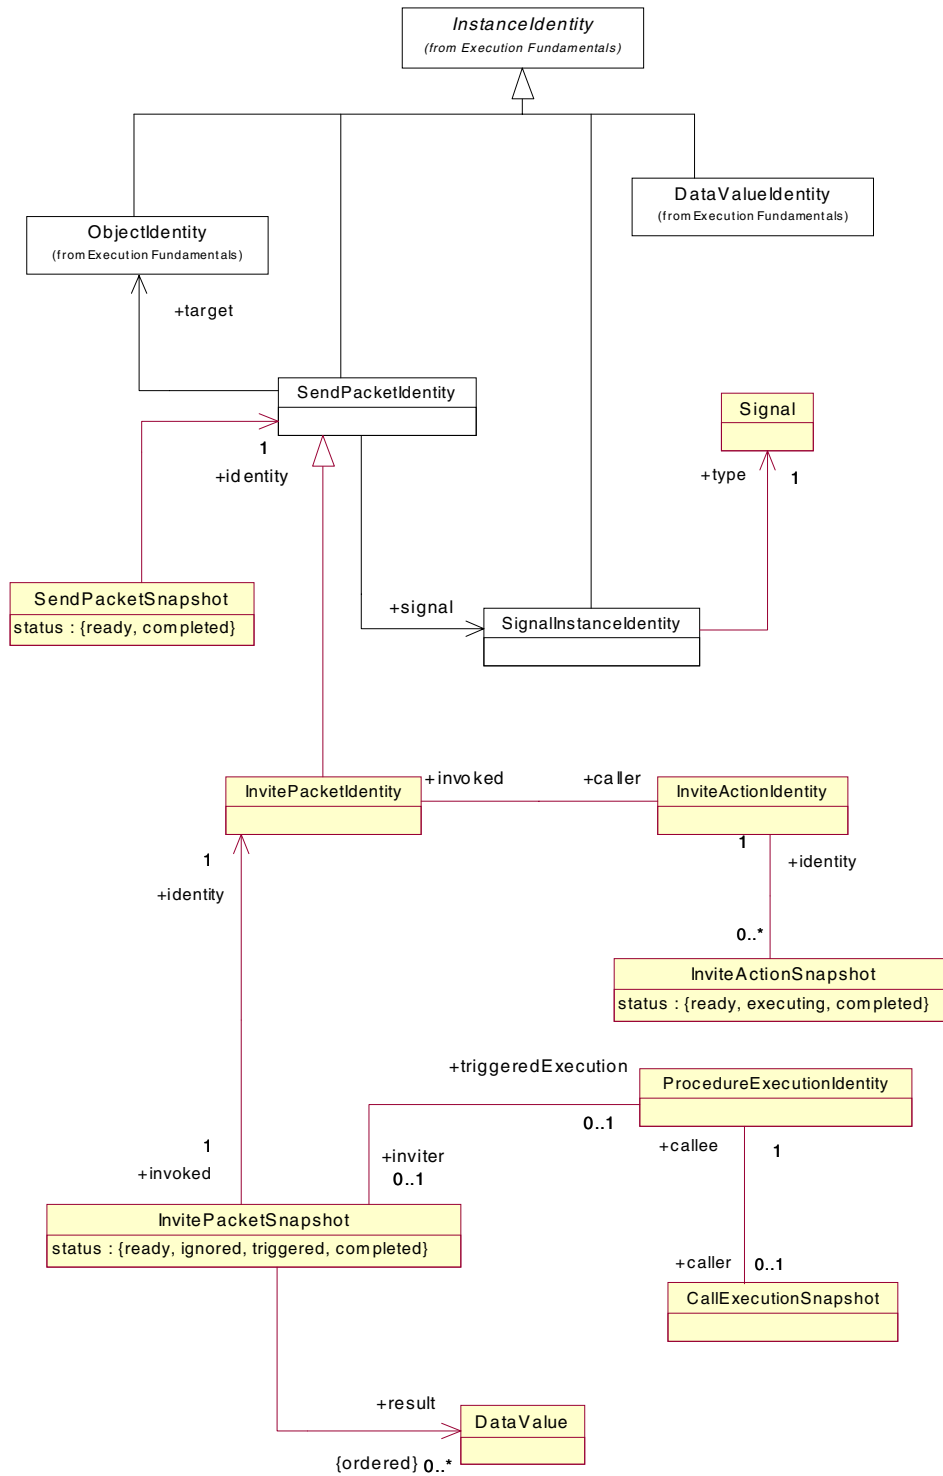 InstanceIdentity
(from Execution Fundamentals)
DataValueIdentity
(from Execution Fundamentals)
ObjectIdentity
(from Execution Fundamentals)
+target
SendPacketIdentity
Signal
1
+identity
+type
1
SendPacketSnapshot
status : {ready, completed}
+signal
SignalInstanceIdentity
+invoked
+caller
InvitePacketIdentity
InviteActionIdentity
1
+identity
1
+identity
0..*
InviteActionSnapshot
status : {ready, executing, completed}
+triggeredExecution
ProcedureExecutionIdentity
0..1
1
+invoked
+inviter
0..1
+callee
1
InvitePacketSnapshot
status : {ready, ignored, triggered, completed}
+caller
0..1
CallExecutionSnapshot
+result
DataValue
{ordered}
0..*